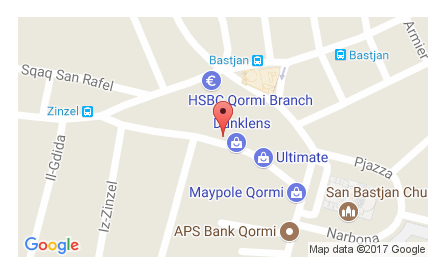 Armier
Bastjan
Bastjan
Sqaq San Rafel
HSBC Qormi Branch
Zinzel
Dunklens
Il-Gdida
Ultimate
Pjazza
Iz-Zinzel
Maypole Qormi
San Bastjan Chu
APS Bank Qormi
Narbona
Google
Map data ©2017 Google